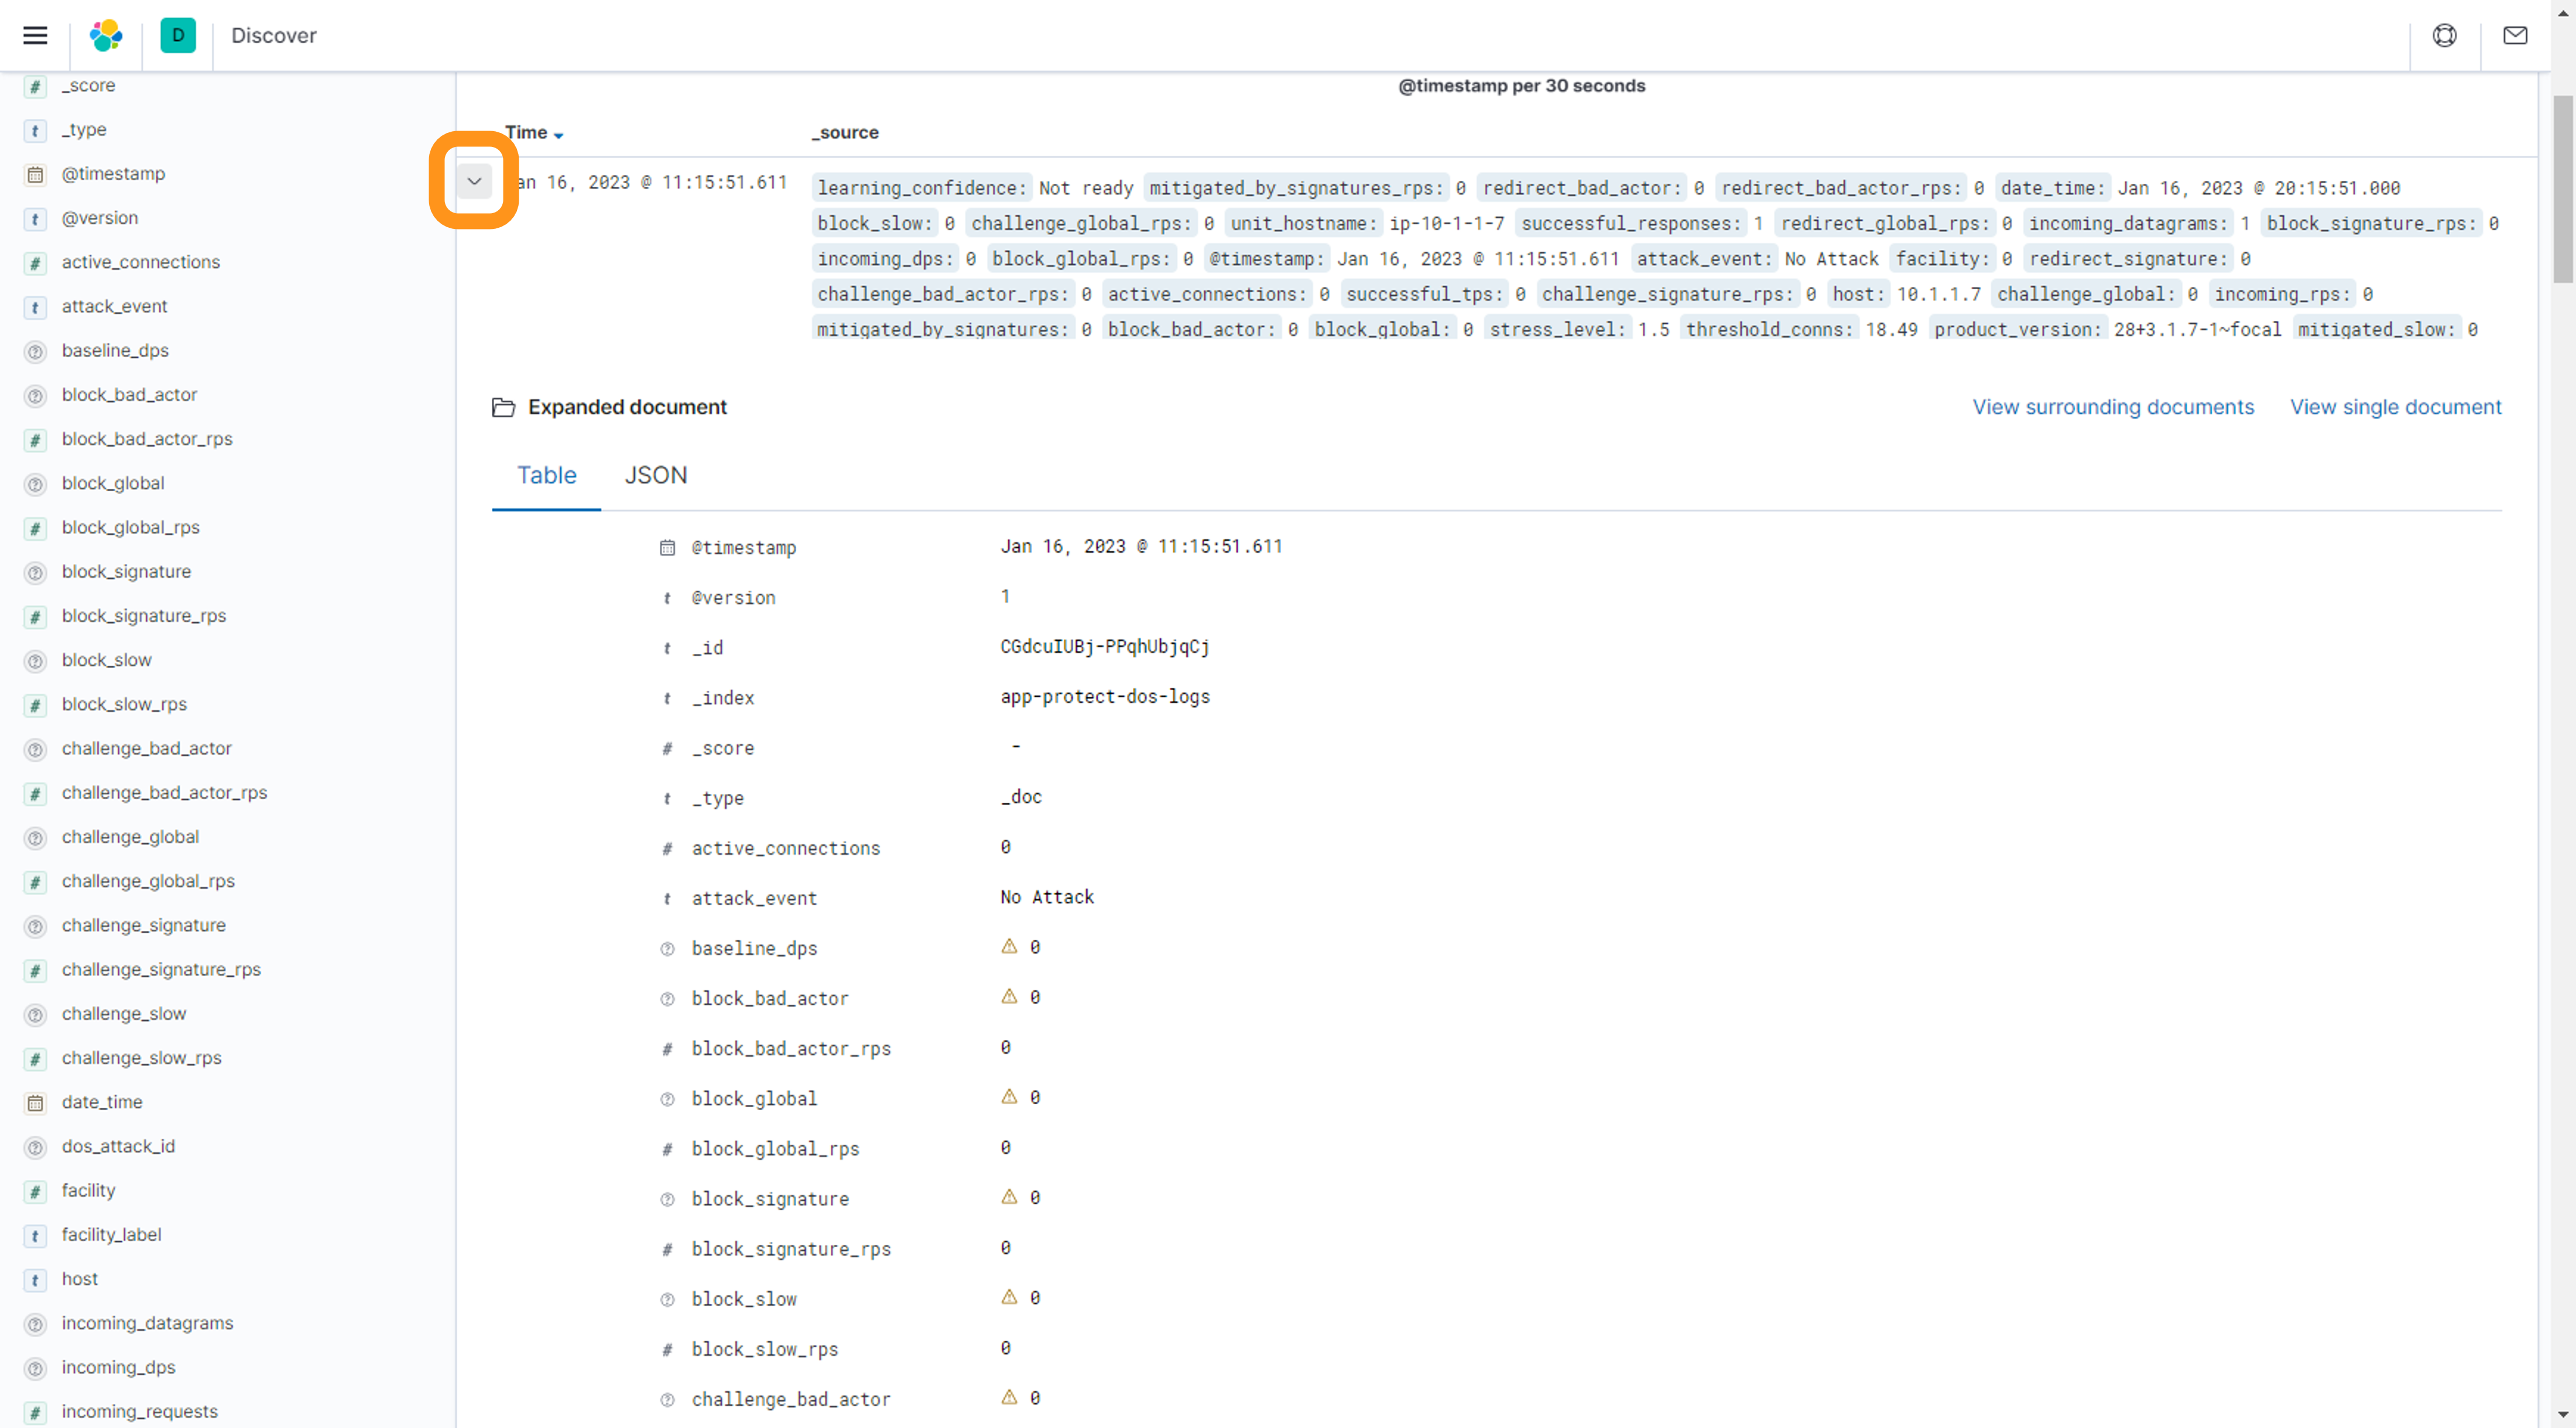 D Discover
_score
_type
@timestamp
@version
active_connections
attack_event
baseline_dps
block_bad_actor
block_bad_actor_rps
block_global
block_global_rps
block_signature
block_signature_rps
block_slow
block_slow_rps
challenge_bad_actor
challenge_bad_actor_rps
challenge_global
challenge_global_rps
challenge_signature
challenge_signature_rps
challenge_slow
challenge_slow_rps
date_time
dos_attack_id
facility
facility_label
host
incoming_datagrams
incoming_dps
incoming_requests
@timestamp per 30 seconds
Time _source
an 16, 2023 @ 11:15:51.611
learning_confidence: Not ready mitigated_by_signatures_rps: 0 redirect_bad_actor: 0 redirect_bad_actor_rps: 0 date_time: Jan 16, 2023 @ 20:15:51.000
block_slow: 0 challenge_global_rps: 0 unit_hostname: ip-10-1-1-7 successful_responses: 1 redirect_global_rps: 0 incoming_datagrams: 1 block_signature_rps: 0
incoming_dps: 0 block_global_rps: 0 @timestamp: Jan 16, 2023 @ 11:15:51.611 attack_event: No Attack facility: 0 redirect_signature: 0
challenge_bad_actor_rps: 0 active_connections: 0 successful_tps: 0 challenge_signature_rps: 0 host: 10.1.1.7 challenge_global: 0 incoming_rps: 0
mitigated_by_signatures: 0 block_bad_actor: 0 block_global: 0 stress_level: 1.5 threshold_conns: 18.49 product_version: 28+3.1.7-1~focal mitigated_slow: 0
Expanded document View surrounding documents View single document
Table JSON
@timestamp Jan 16, 2023 @ 11:15:51.611
t @version 1
t _id CGdcuIUBj-PPqhUbjqCj
t _index app-protect-dos-logs
# _score -
t _type _doc
# active_connections 0
t attack_event No Attack
baseline_dps 0
block_bad_actor 0
# block_bad_actor_rps 0
block_global 0
# block_global_rps 0
block_signature 0
# block_signature_rps 0
block_slow 0
# block_slow_rps 0
challenge_bad_actor 0